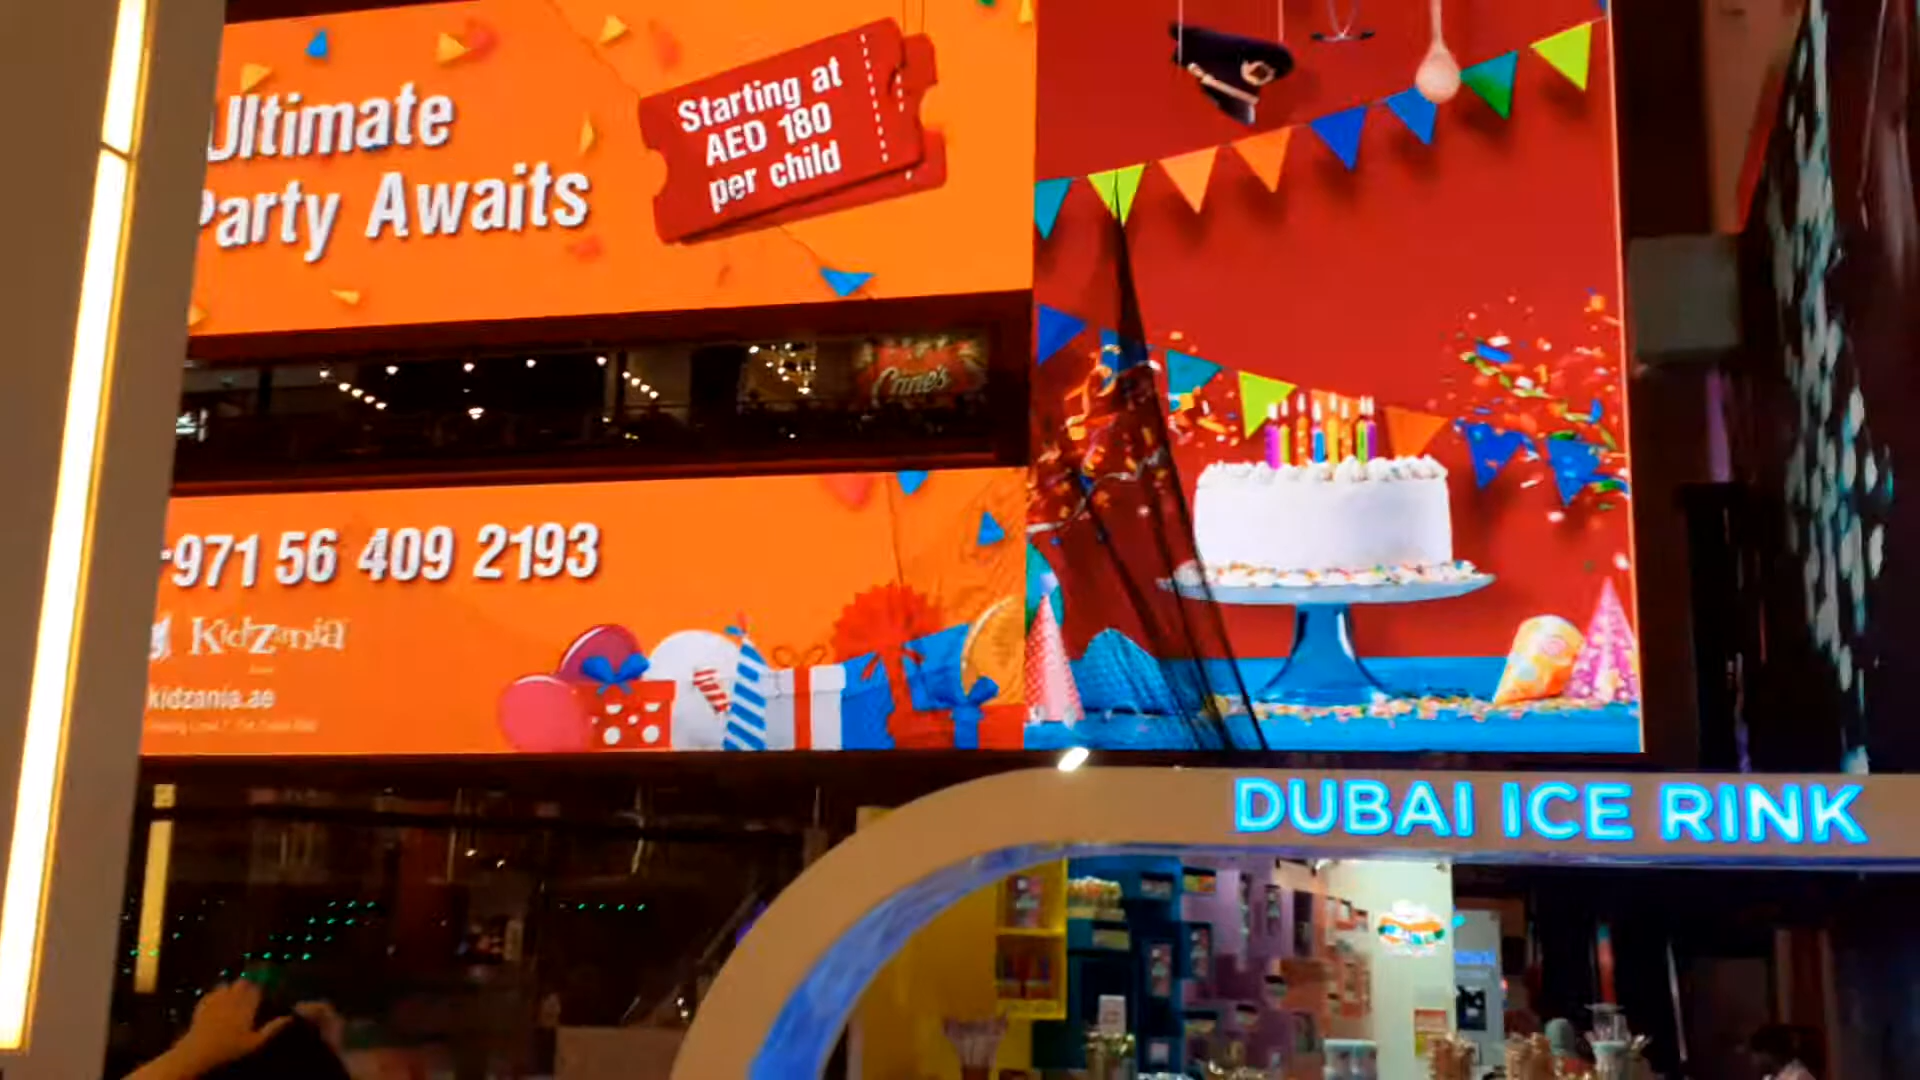 Ultimate
Party Awaits
Starting at
AED 180
per child
Crime's
971 56 409 2193
KidZania
kidzania.ae
DUBAI ICE RINK